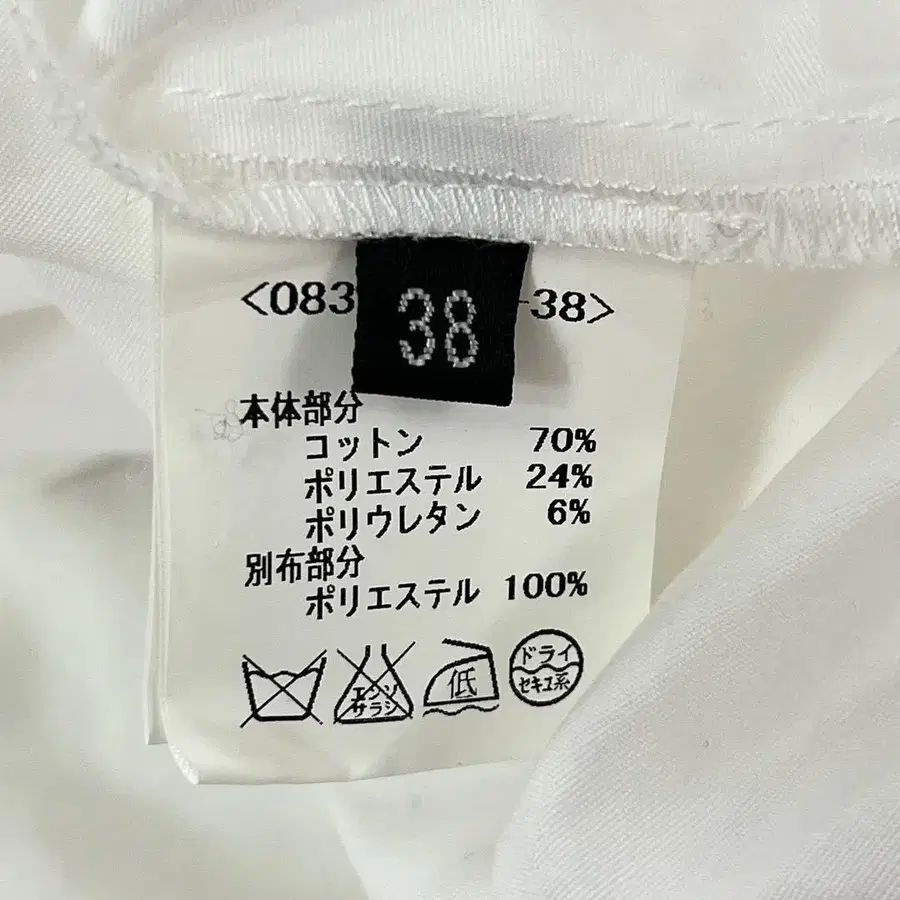 <083 -38>
38
本体部分
コットン 70%
ポリエステル 24%
ポリウレタン 6%
別布部分
ポリエステル 100%
エンソ
サラシ
低
ドライ
セキユ系